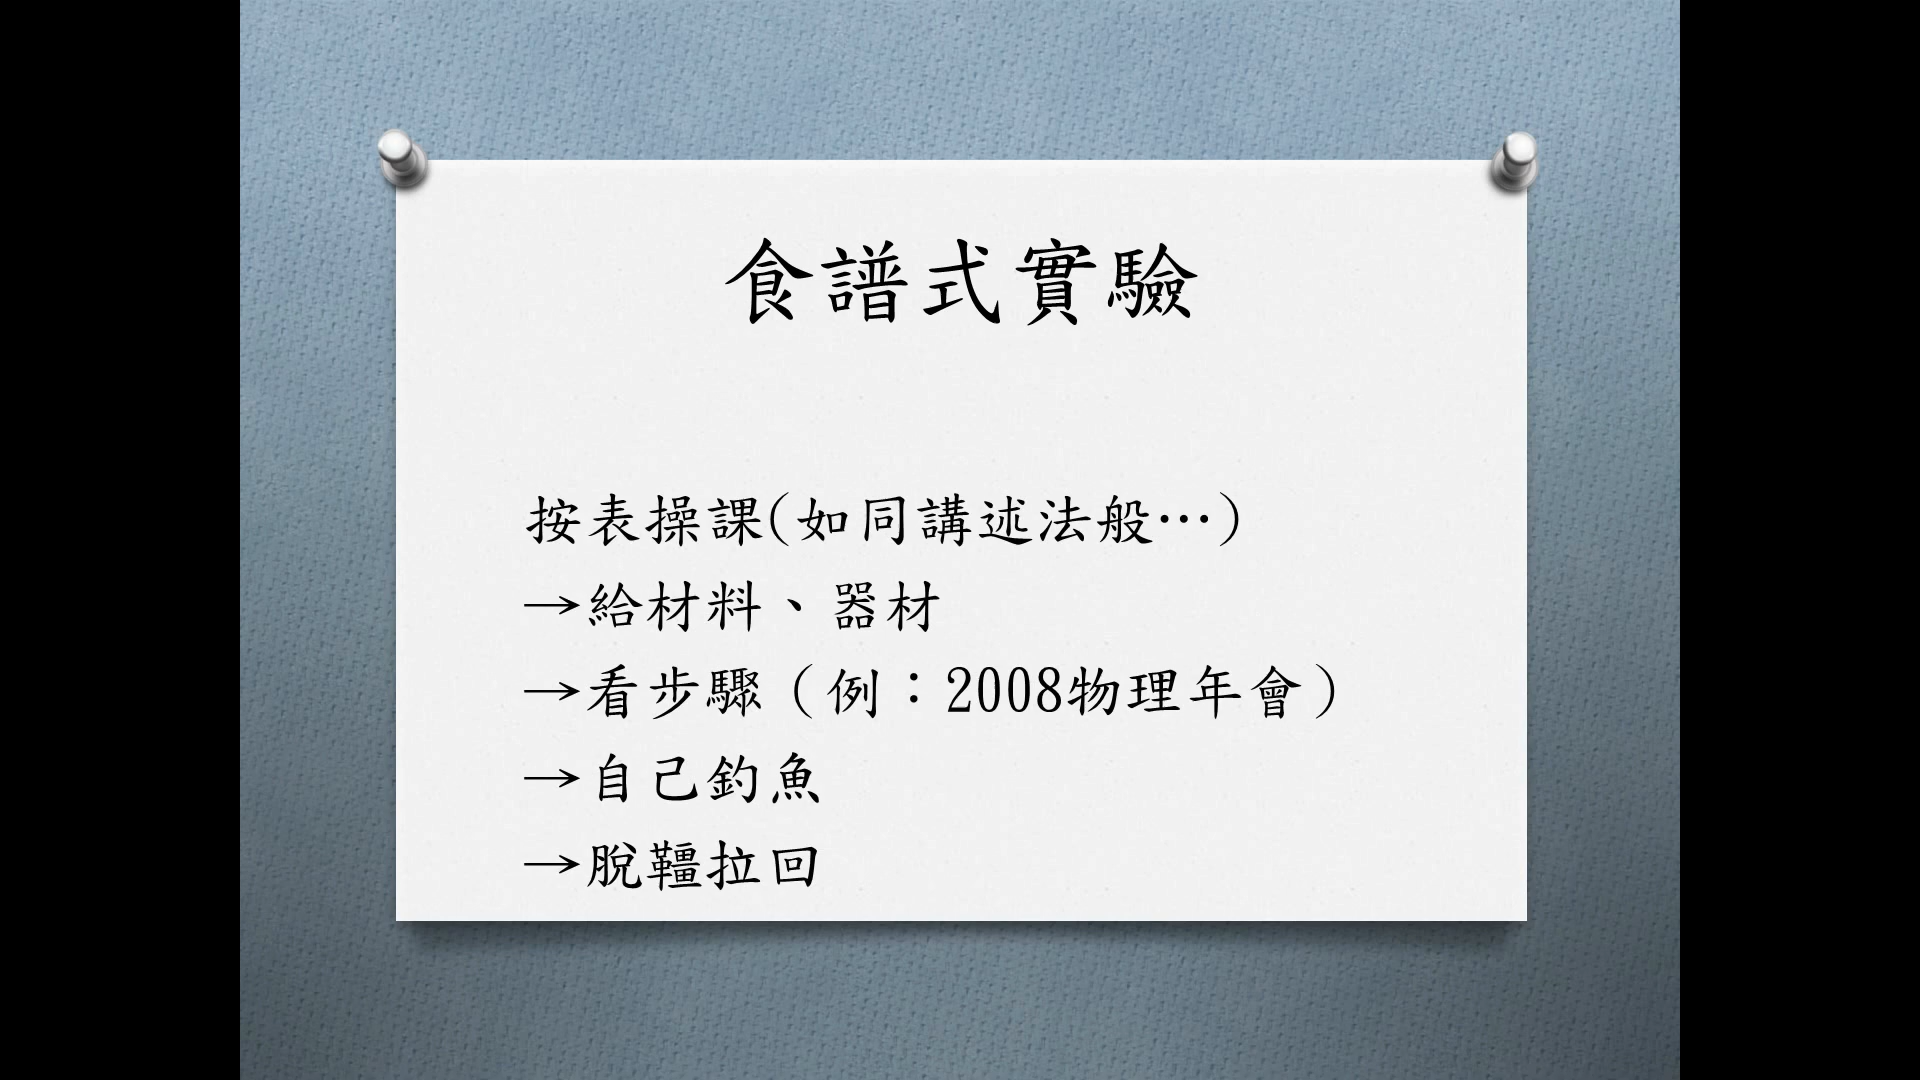 食譜式實驗
按表操課(如同講述法般…)
→給材料、器材
→看步驟（例：2008物理年會）
→自己釣魚
→脫韁拉回